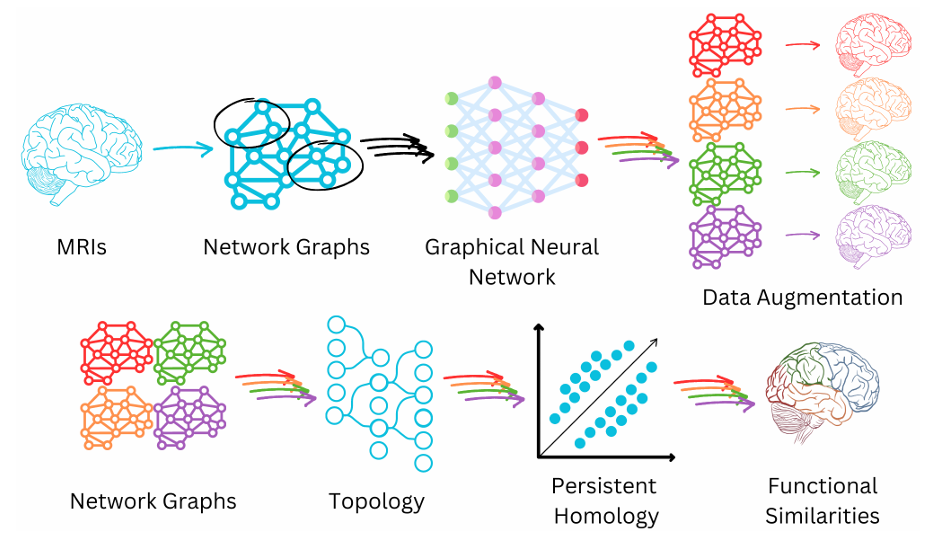 MRIs
Network Graphs
Graphical Neural
Network
Data Augmentation
Network Graphs
Topology
Persistent
Homology
Functional
Similarities